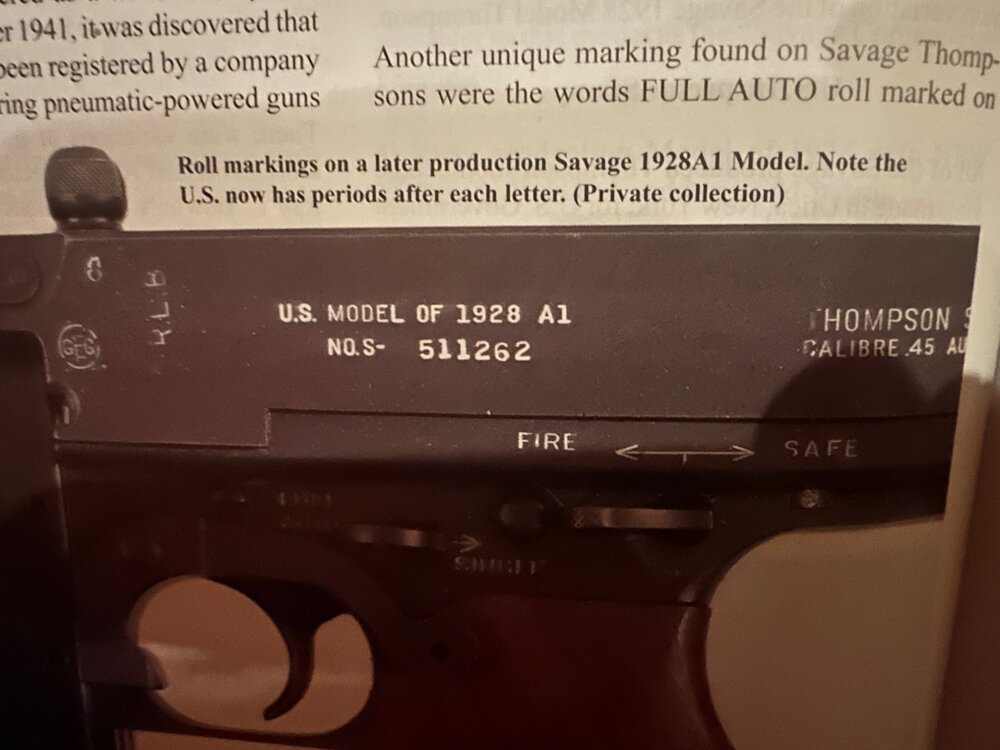 er 1941, it was discovered that
been registered by a company
ring pneumatic-powered guns
Another unique marking found on Savage Thomp-
sons were the words FULL AUTO roll marked on
Roll markings on a later production Savage 1928A1 Model. Note the
U.S. now has periods after each letter. (Private collection)
GEG
R.L.B
U.S. MODEL OF 1928 A1
NO.S- 511262
THOMPSON S
CALIBRE .45 AU
FIRE
SAFE
SINGLE